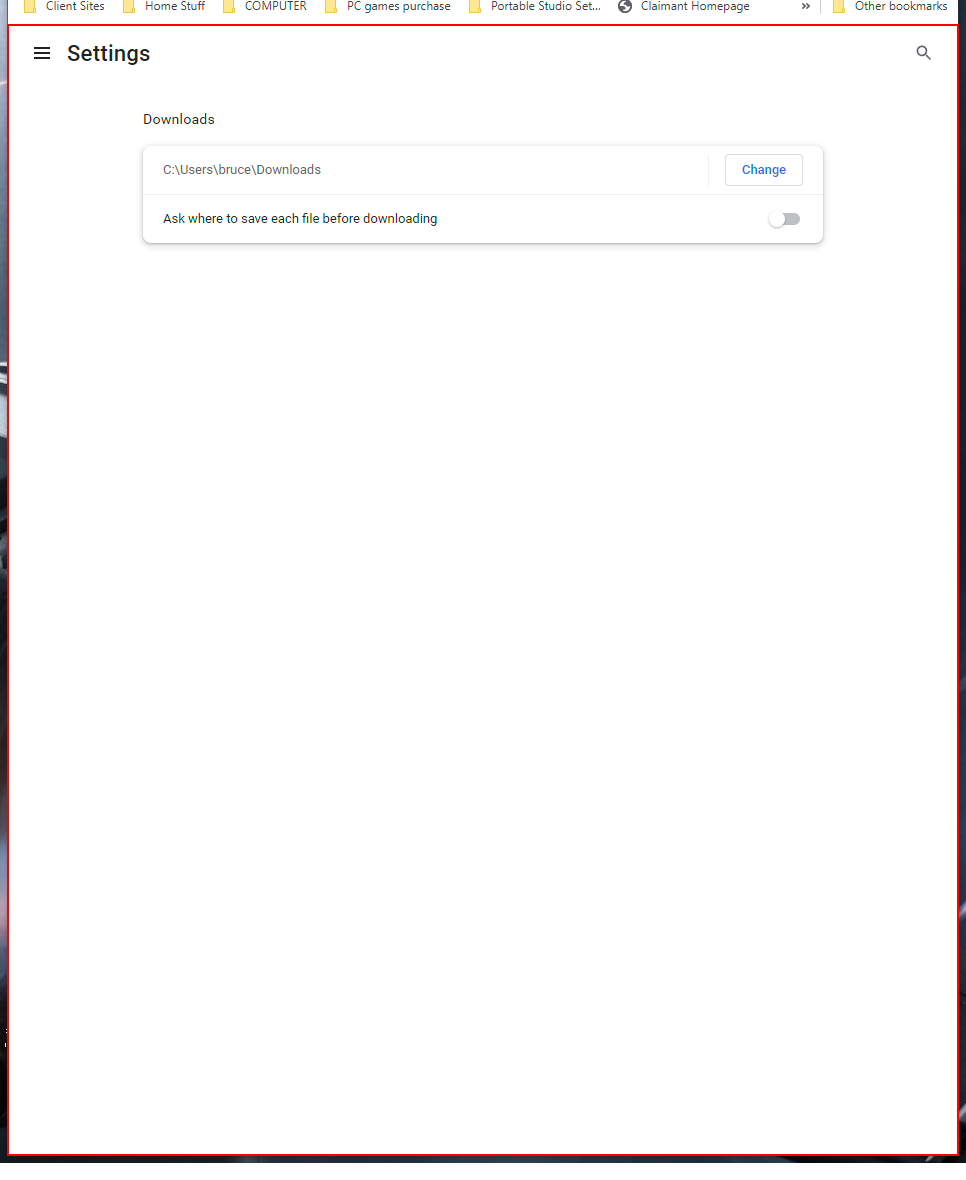 Client Sites Home Stuff COMPUTER PC games purchase Portable Studio Set... Claimant Homepage » Other bookmarks
Settings
Downloads
C:\Users\bruce\Downloads Change
Ask where to save each file before downloading